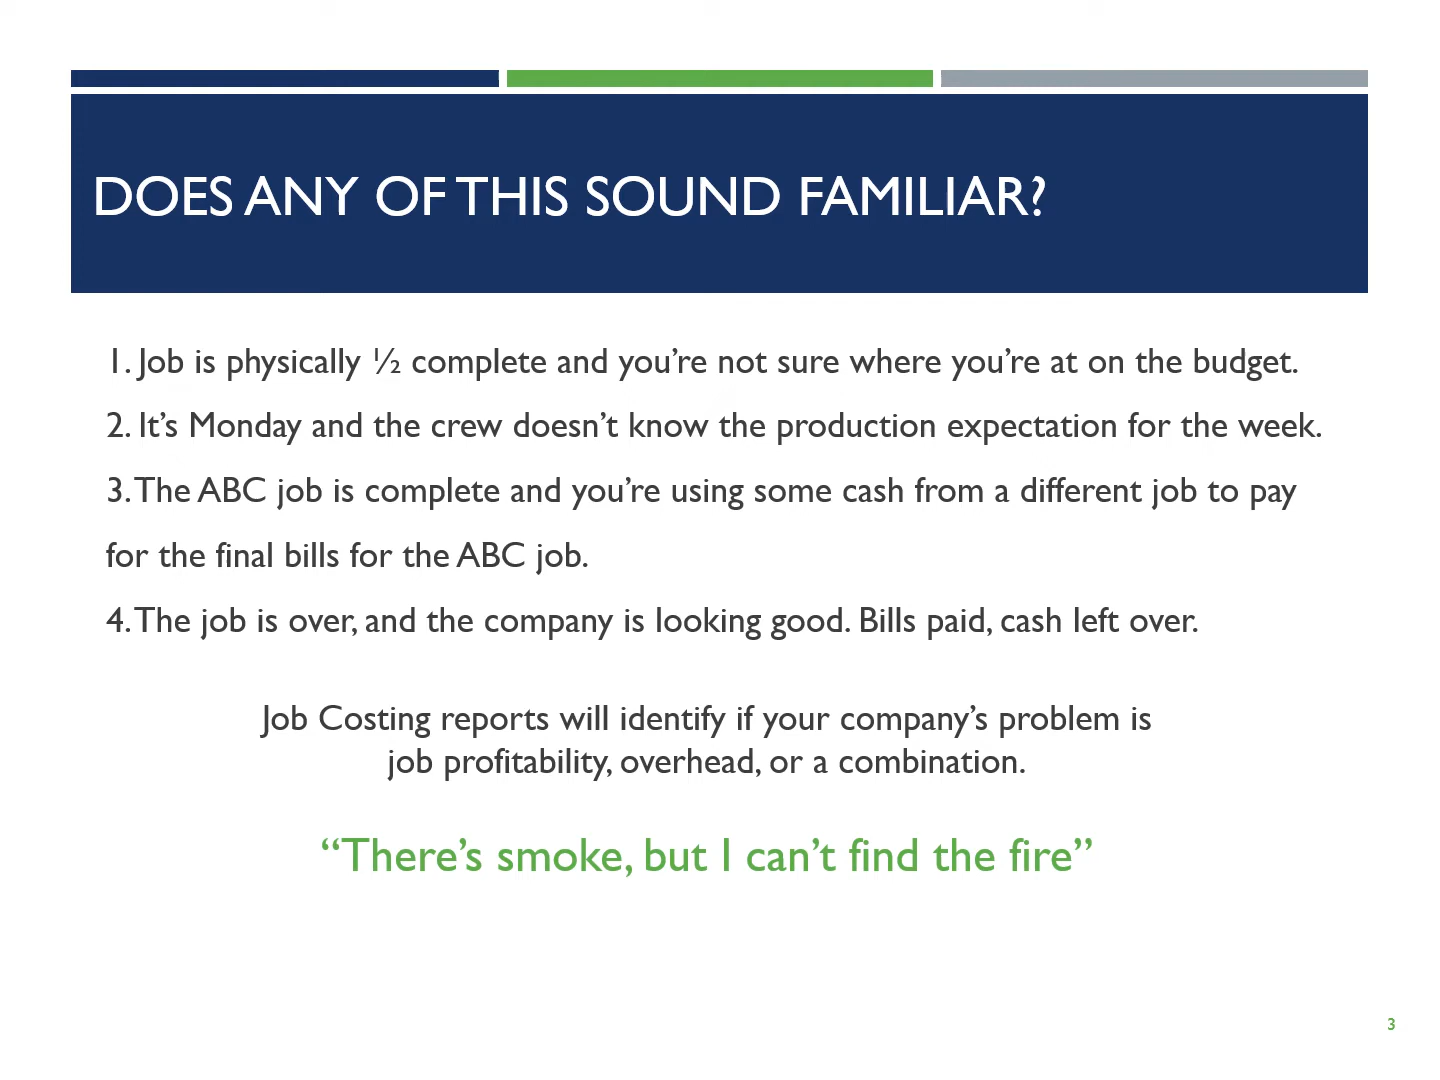 DOES ANY OF THIS SOUND FAMILIAR?
1. Job is physically ½ complete and you’re not sure where you’re at on the budget.
2. It’s Monday and the crew doesn’t know the production expectation for the week.
3. The ABC job is complete and you’re using some cash from a different job to pay
for the final bills for the ABC job.
4. The job is over, and the company is looking good. Bills paid, cash left over.
Job Costing reports will identify if your company’s problem is
job profitability, overhead, or a combination.
“There’s smoke, but I can’t find the fire”
3